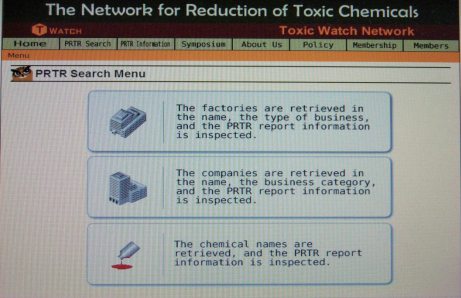 The Network for Reduction of Toxic Chemicals
T WATCH
Toxic Watch Network
Home PRTR Search PRTR Information Symposium About Us Policy Membership Members
Menu
PRTR Search Menu
The factories are retrieved in
the name, the type of business,
and the PRTR report information
is inspected.
The companies are retrieved in
the name, the business category,
and the PRTR report information
is inspected.
The chemical names are
retrieved, and the PRTR report
information is inspected.